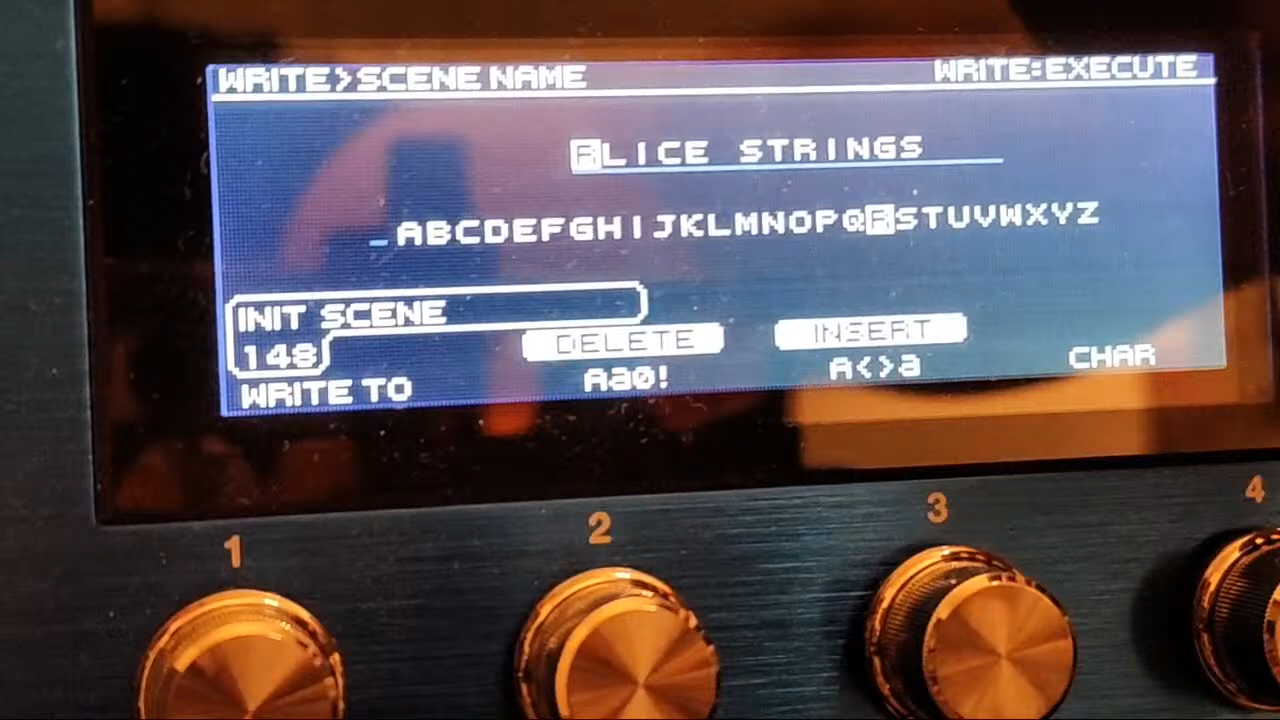 WRITE>SCENE NAME
WRITE:EXECUTE
RLICE STRINGS
_ABCDEFGHIJKLMNOPQRSTUVWXYZ
INIT SCENE
148
WRITE TO
DELETE
Aa0!
INSERT
A<>a
CHAR
1
2
3
4